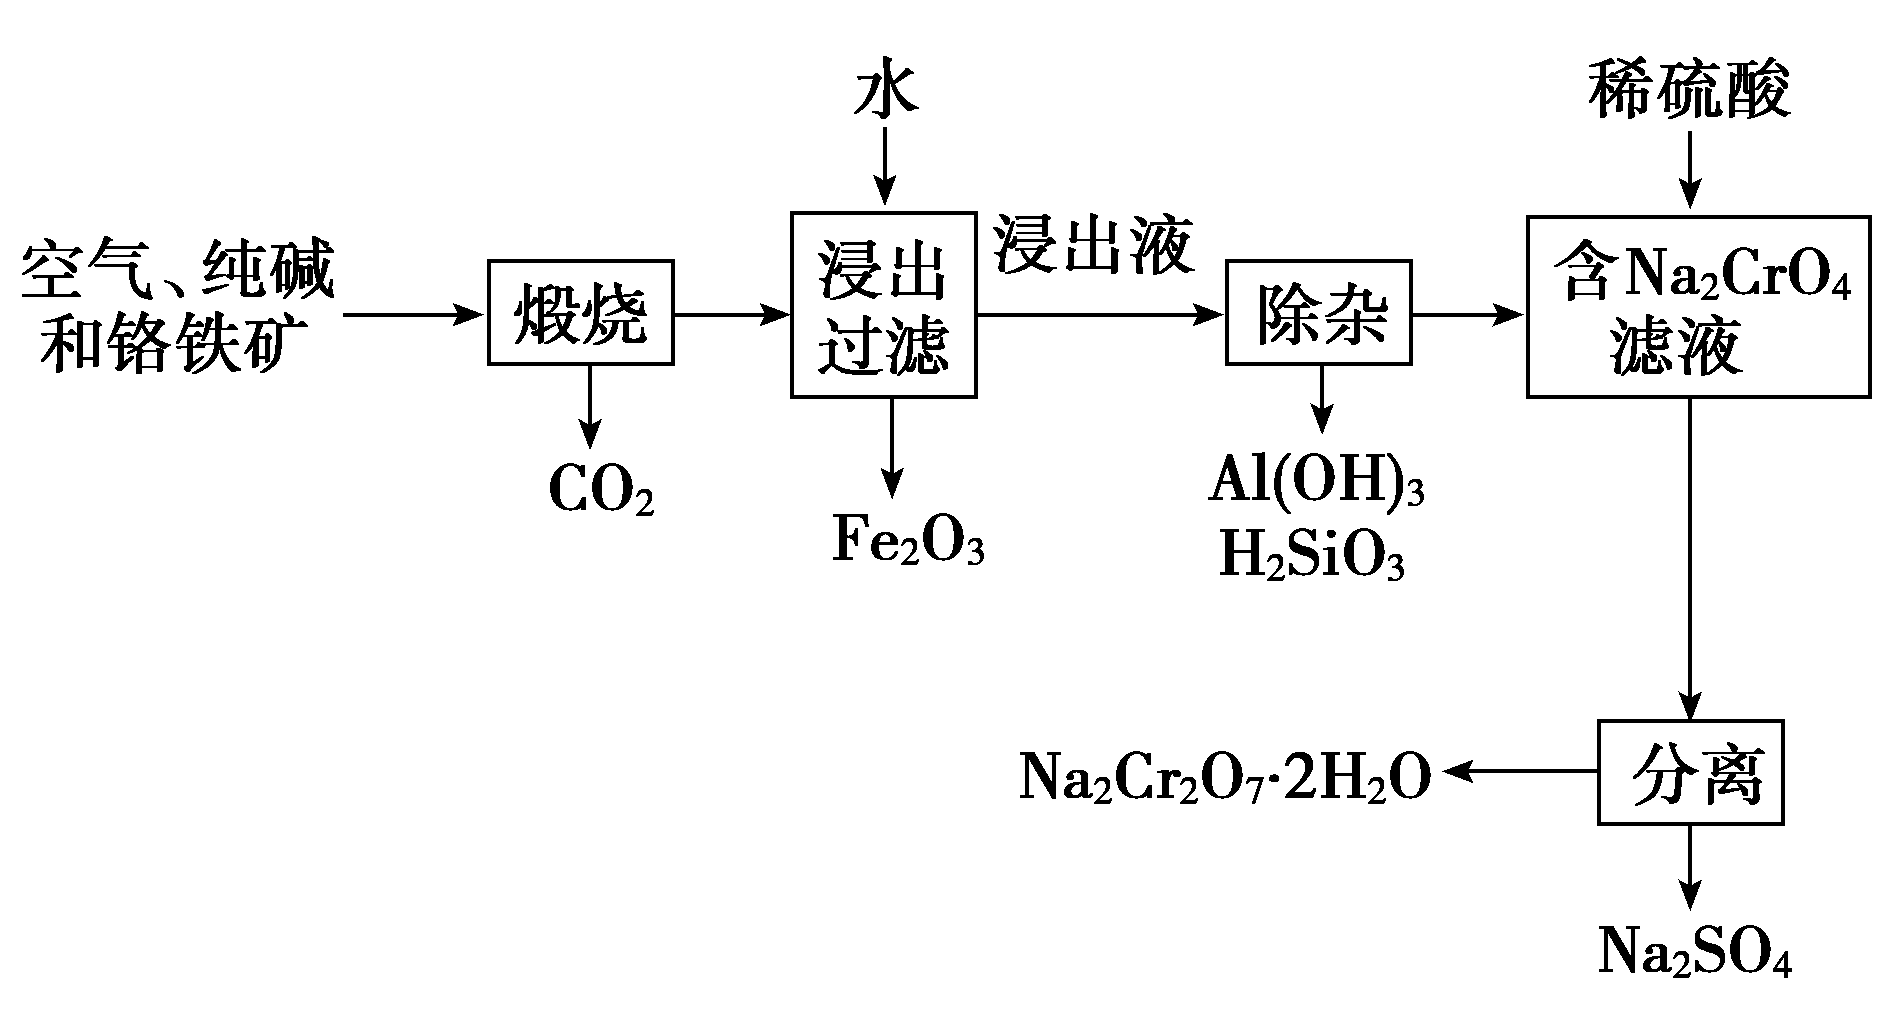 水
稀硫酸
空气、纯碱
和铬铁矿
煅烧
浸出
过滤
浸出液
除杂
含Na₂CrO₄
滤液
CO₂
Fe₂O₃
Al(OH)₃
H₂SiO₃
Na₂Cr₂O₇·2H₂O
分离
Na₂SO₄